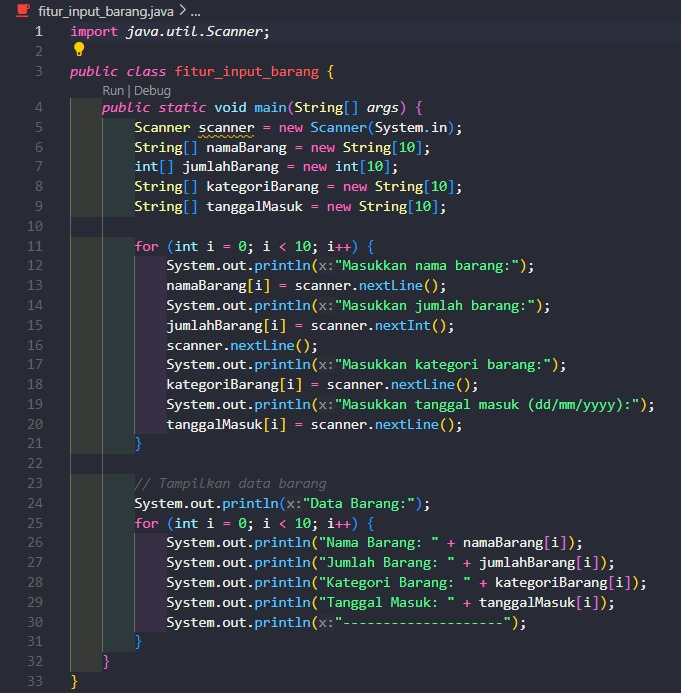 fitur_input_barang.java > ...
1 import java.util.Scanner;
2
3 public class fitur_input_barang {
Run | Debug
4 public static void main(String[] args) {
5 Scanner scanner = new Scanner(System.in);
6 String[] namaBarang = new String[10];
7 int[] jumlahBarang = new int[10];
8 String[] kategoriBarang = new String[10];
9 String[] tanggalMasuk = new String[10];
10
11 for (int i = 0; i < 10; i++) {
12 System.out.println(x:"Masukkan nama barang:");
13 namaBarang[i] = scanner.nextLine();
14 System.out.println(x:"Masukkan jumlah barang:");
15 jumlahBarang[i] = scanner.nextInt();
16 scanner.nextLine();
17 System.out.println(x:"Masukkan kategori barang:");
18 kategoriBarang[i] = scanner.nextLine();
19 System.out.println(x:"Masukkan tanggal masuk (dd/mm/yyyy):");
20 tanggalMasuk[i] = scanner.nextLine();
21 }
22
23 // Tampilkan data barang
24 System.out.println(x:"Data Barang:");
25 for (int i = 0; i < 10; i++) {
26 System.out.println("Nama Barang: " + namaBarang[i]);
27 System.out.println("Jumlah Barang: " + jumlahBarang[i]);
28 System.out.println("Kategori Barang: " + kategoriBarang[i]);
29 System.out.println("Tanggal Masuk: " + tanggalMasuk[i]);
30 System.out.println(x:"--------------------");
31 }
32 }
33 }